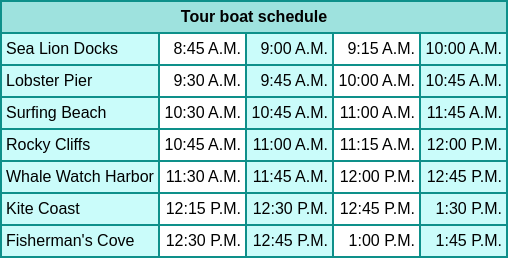 Tour boat schedule
Sea Lion Docks 8:45 A.M. 9:00 A.M. 9:15 A.M. 10:00 A.M.
Lobster Pier 9:30 A.M. 9:45 A.M. 10:00 A.M. 10:45 A.M.
Surfing Beach 10:30 A.M. 10:45 A.M. 11:00 A.M. 11:45 A.M.
Rocky Cliffs 10:45 A.M. 11:00 A.M. 11:15 A.M. 12:00 P.M.
Whale Watch Harbor 11:30 A.M. 11:45 A.M. 12:00 P.M. 12:45 P.M.
Kite Coast 12:15 P.M. 12:30 P.M. 12:45 P.M. 1:30 P.M.
Fisherman's Cove 12:30 P.M. 12:45 P.M. 1:00 P.M. 1:45 P.M.